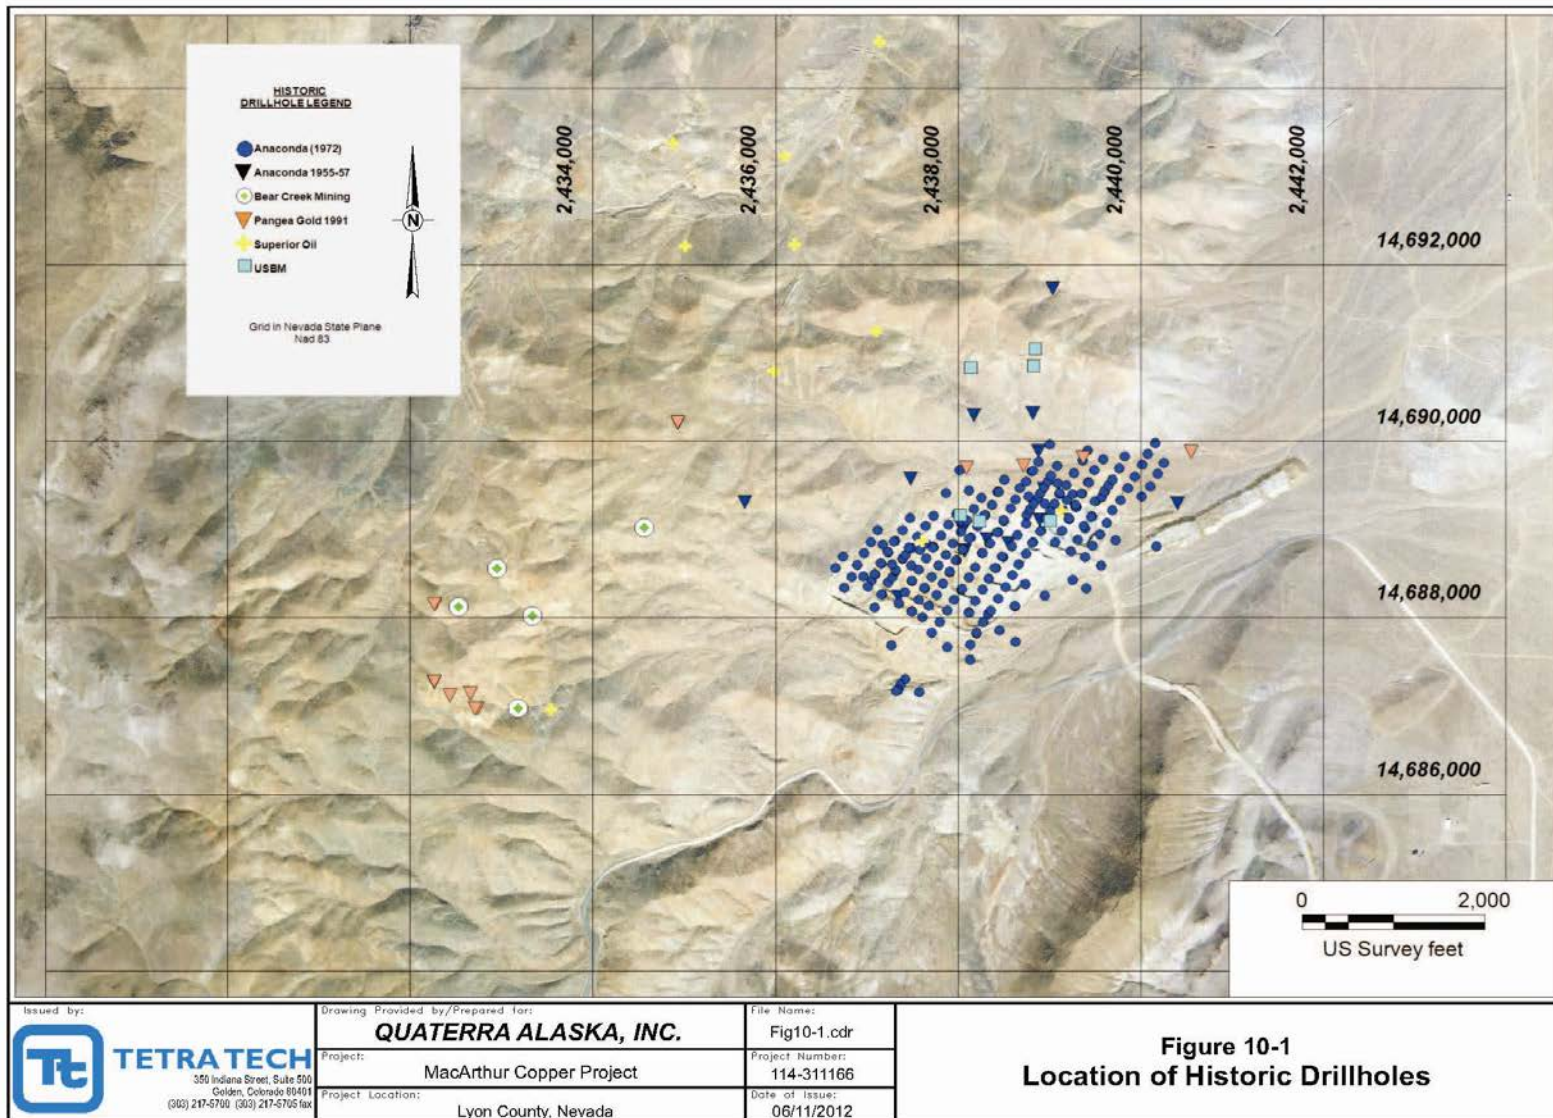 HISTORIC
DRILLHOLE LEGEND
Anaconda (1972)
Anaconda 1955-57
Bear Creek Mining
Pangea Gold 1991
Superior Oil
USBM
N
Grid in Nevada State Plane
Nad 83
2,434,000
2,436,000
2,438,000
2,440,000
2,442,000
14,692,000
14,690,000
14,688,000
14,686,000
0 2,000
US Survey feet
Issued by:
Tt TETRA TECH
350 Indiana Street, Suite 500
Golden, Colorado 80401
(303) 217-5700 (303) 217-5705 fax
Drawing Provided by/Prepared for:
QUATERRA ALASKA, INC.
Project:
MacArthur Copper Project
Project Location:
Lyon County, Nevada
File Name:
Fig10-1.cdr
Project Number:
114-311166
Date of Issue:
06/11/2012
Figure 10-1
Location of Historic Drillholes